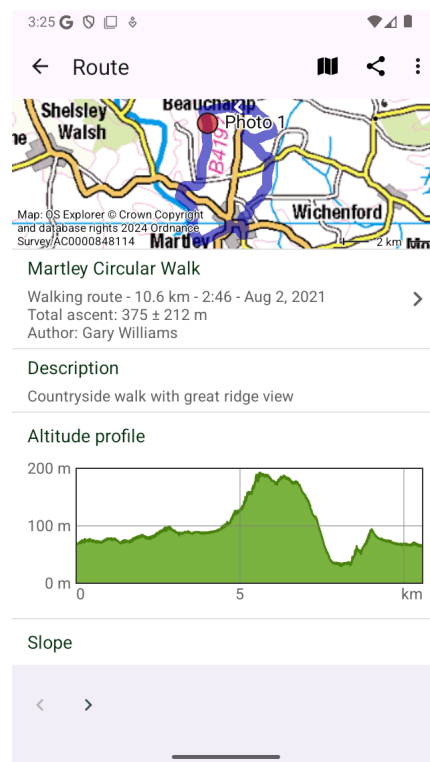 3:25
Route
Shelsley
Walsh
Beauchamp
Photo 1
B419
Wichenford
Map: OS Explorer © Crown Copyright
and database rights 2024 Ordnance
Survey/AC0000848114
Martley
2 km
Martley Circular Walk
Walking route - 10.6 km - 2:46 - Aug 2, 2021
Total ascent: 375 ± 212 m
Author: Gary Williams
Description
Countryside walk with great ridge view
Altitude profile
200 m
100 m
0 m
0
5
km
Slope